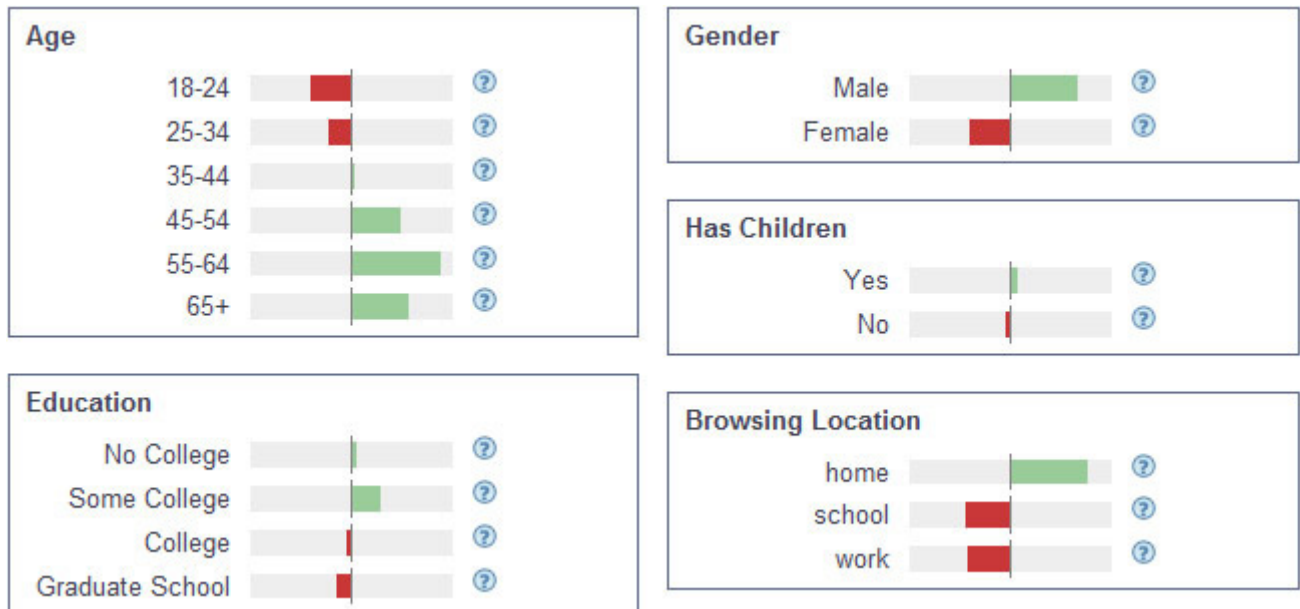 Age
18-24
25-34
35-44
45-54
55-64
65+
Education
No College
Some College
College
Graduate School
Gender
Male
Female
Has Children
Yes
No
Browsing Location
home
school
work